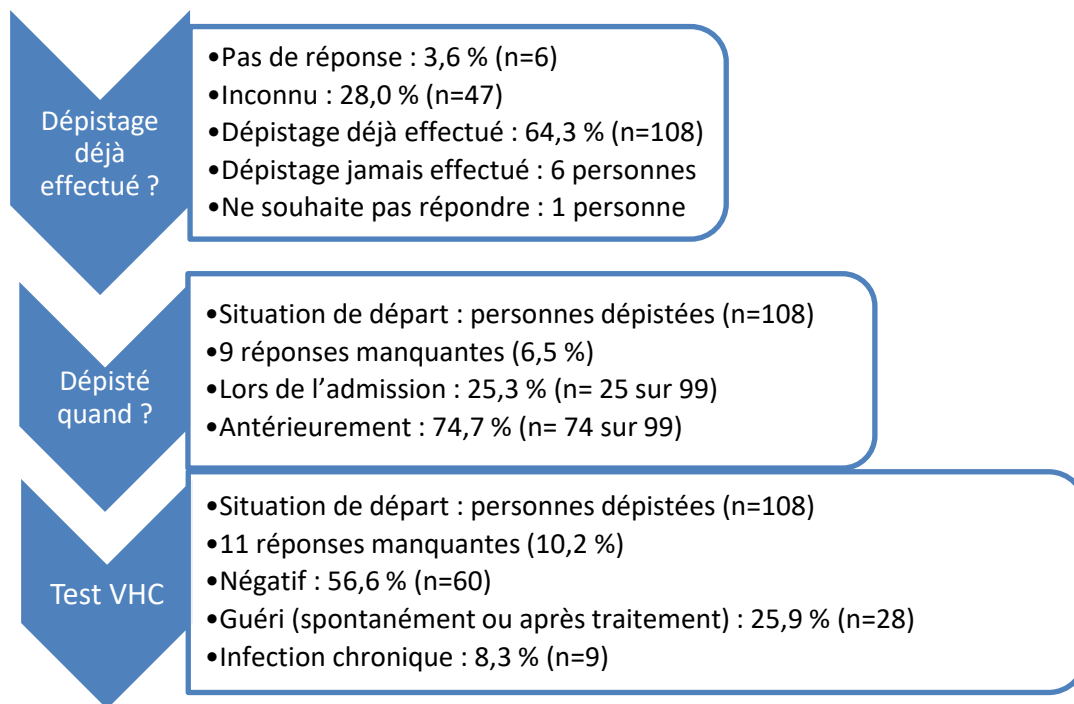 Dépistage
déjà
effectué ?
•Pas de réponse : 3,6 % (n=6)
•Inconnu : 28,0 % (n=47)
•Dépistage déjà effectué : 64,3 % (n=108)
•Dépistage jamais effectué : 6 personnes
•Ne souhaite pas répondre : 1 personne
Dépisté
quand ?
•Situation de départ : personnes dépistées (n=108)
•9 réponses manquantes (6,5 %)
•Lors de l’admission : 25,3 % (n= 25 sur 99)
•Antérieurement : 74,7 % (n= 74 sur 99)
Test VHC
•Situation de départ : personnes dépistées (n=108)
•11 réponses manquantes (10,2 %)
•Négatif : 56,6 % (n=60)
•Guéri (spontanément ou après traitement) : 25,9 % (n=28)
•Infection chronique : 8,3 % (n=9)